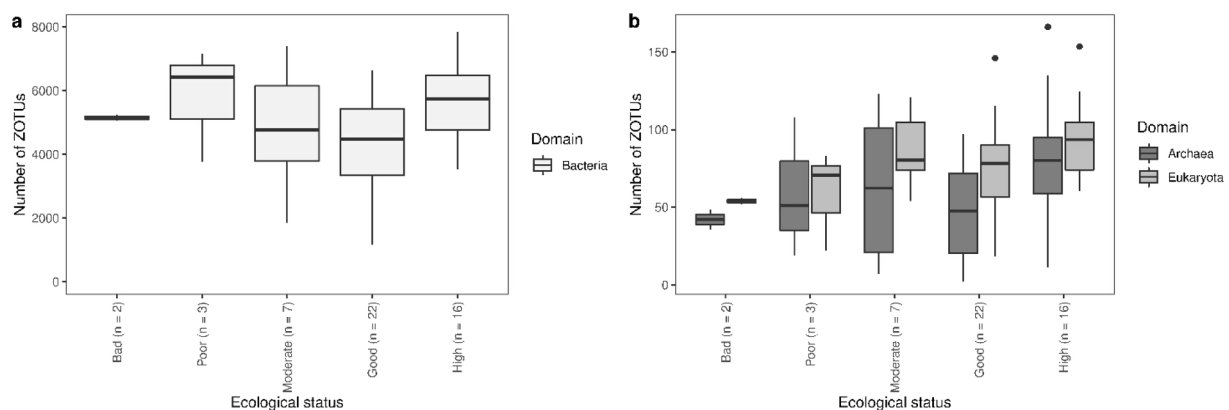 a
8000
6000
4000
2000
0
Number of ZOTUs
Bad (n = 2)
Poor (n = 3)
Moderate (n = 7)
Good (n = 22)
High (n = 16)
Ecological status
Domain
Bacteria
b
150
100
50
0
Number of ZOTUs
Bad (n = 2)
Poor (n = 3)
Moderate (n = 7)
Good (n = 22)
High (n = 16)
Ecological status
Domain
Archaea
Eukaryota